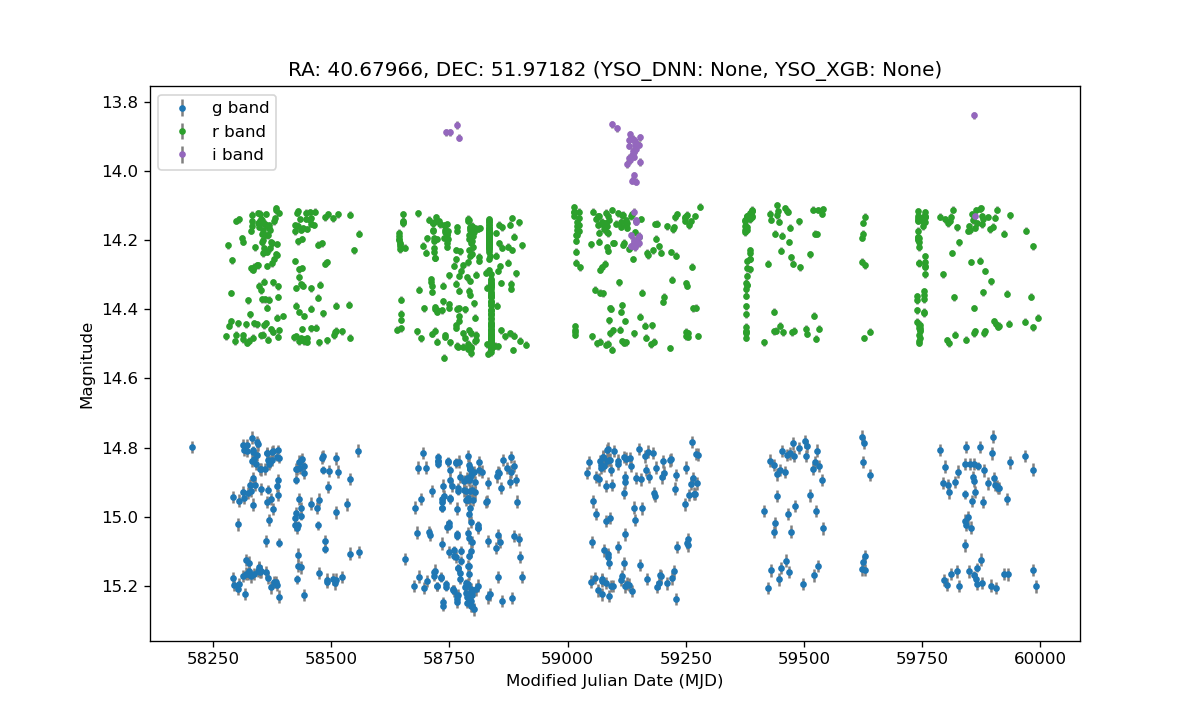 RA: 40.67966, DEC: 51.97182 (YSO_DNN: None, YSO_XGB: None)
g band
r band
i band
13.8
14.0
14.2
14.4
14.6
14.8
15.0
15.2
Magnitude
58250
58500
58750
59000
59250
59500
59750
60000
Modified Julian Date (MJD)